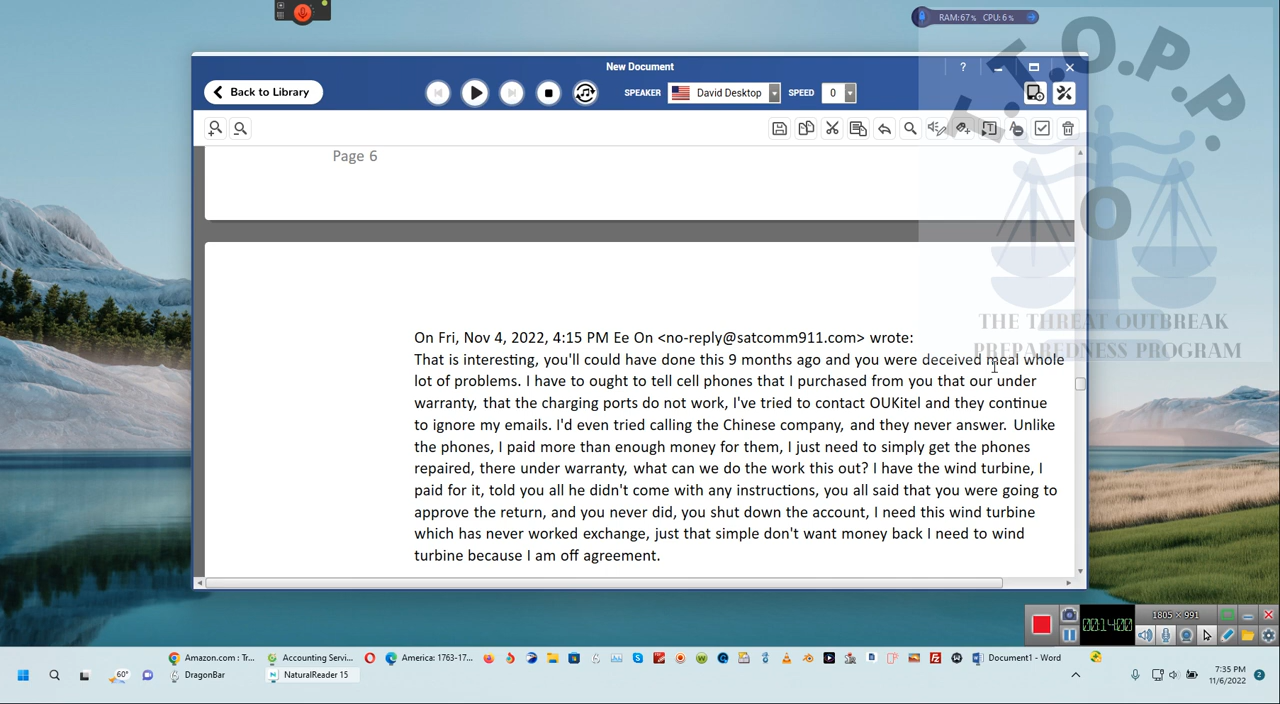 RAM:67% CPU:6%
New Document
?
Back to Library
SPEAKER David Desktop SPEED 0
T.T.O.P.P.
O
Page 6
THE THREAT OUTBREAK
PREPAREDNESS PROGRAM
On Fri, Nov 4, 2022, 4:15 PM Ee On <no-reply@satcomm911.com> wrote:
That is interesting, you'll could have done this 9 months ago and you were deceived meal whole
lot of problems. I have to ought to tell cell phones that I purchased from you that our under
warranty, that the charging ports do not work, I've tried to contact OUKitel and they continue
to ignore my emails. I'd even tried calling the Chinese company, and they never answer. Unlike
the phones, I paid more than enough money for them, I just need to simply get the phones
repaired, there under warranty, what can we do the work this out? I have the wind turbine, I
paid for it, told you all he didn't come with any instructions, you all said that you were going to
approve the return, and you never did, you shut down the account, I need this wind turbine
which has never worked exchange, just that simple don't want money back I need to wind
turbine because I am off agreement.
1805 × 991
00:14:00
Amazon.com : Tr...
Accounting Servi...
America: 1763-17...
Document1 - Word
60°
DragonBar
NaturalReader 15
7:35 PM
11/6/2022
2